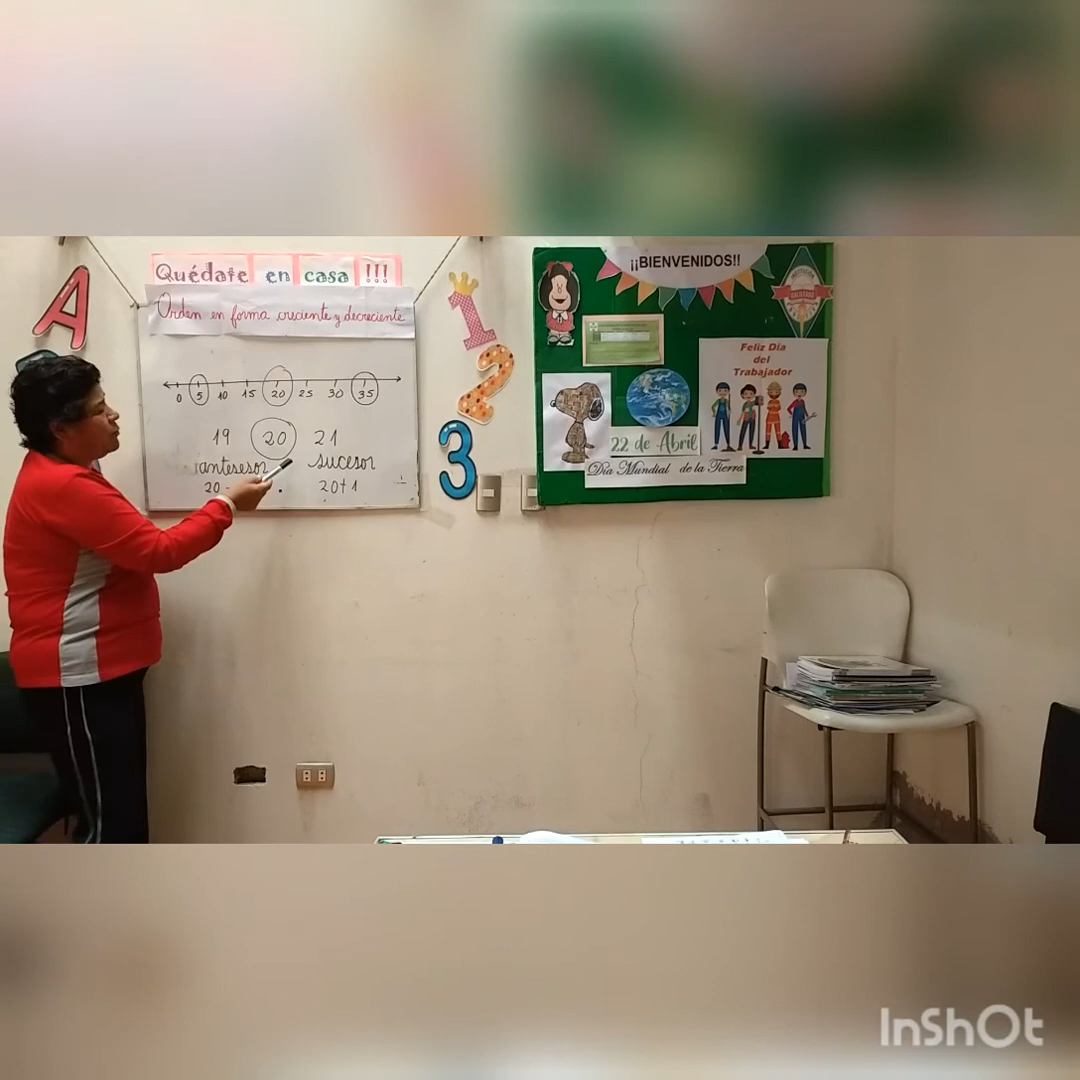 A
Quédate en casa !!!
Orden en forma creciente y decreciente
0 5 10 15 20 25 30 35
19 20 21
antesesor sucesor
20- 20+1
1
2
3
¡¡BIENVENIDOS!!
Feliz Día
del
Trabajador
22 de Abril
Día Mundial de la Tierra
InShOt